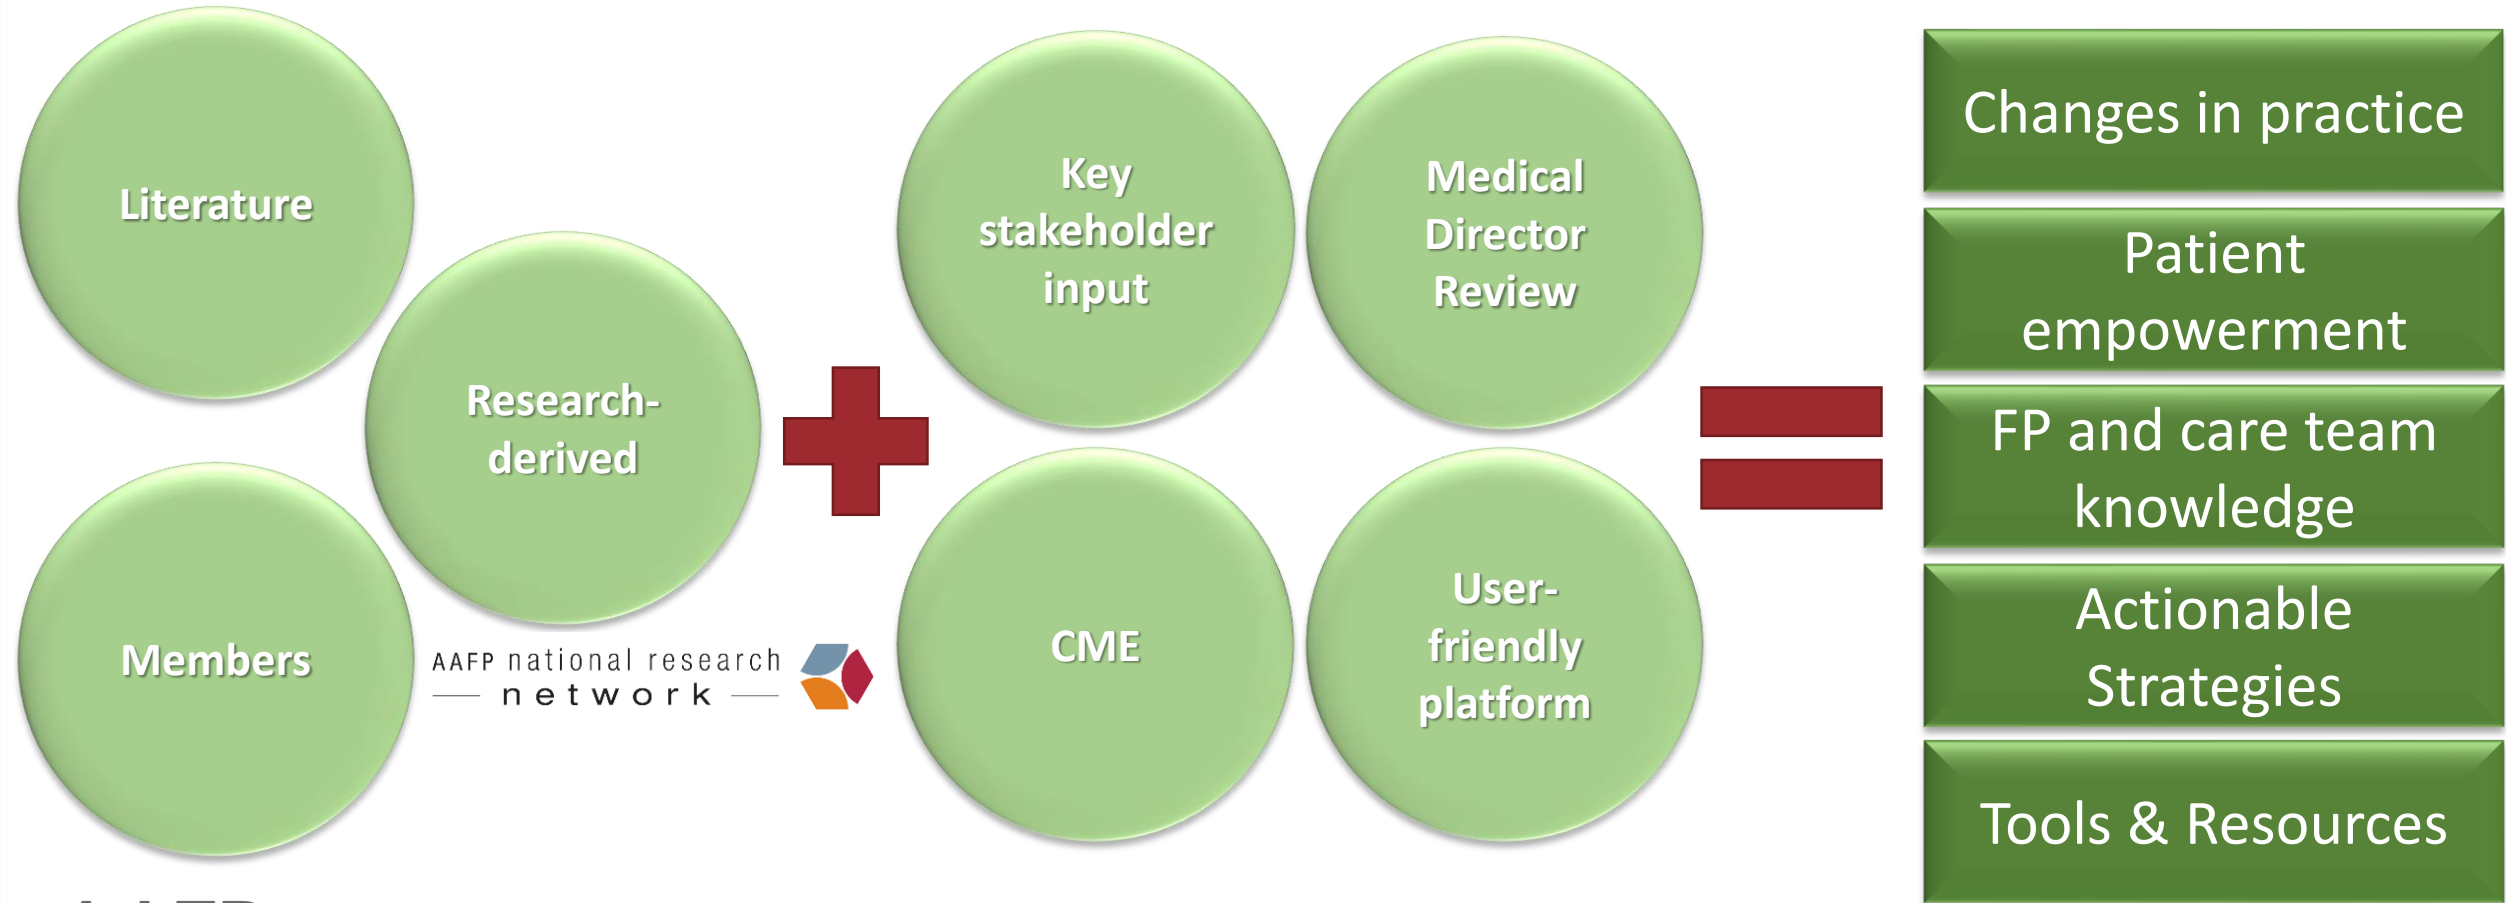 Literature
Research-
derived
Members
AAFP national research
network
Key
stakeholder
input
Medical
Director
Review
CME
User-
friendly
platform
Changes in practice
Patient
empowerment
FP and care team
knowledge
Actionable
Strategies
Tools & Resources